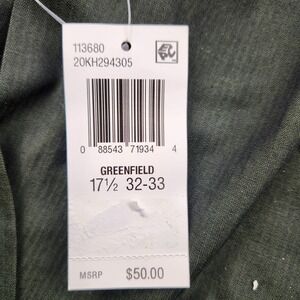 113680
20KH294305
0 88543 71934 4
GREENFIELD
17½ 32-33
MSRP $50.00